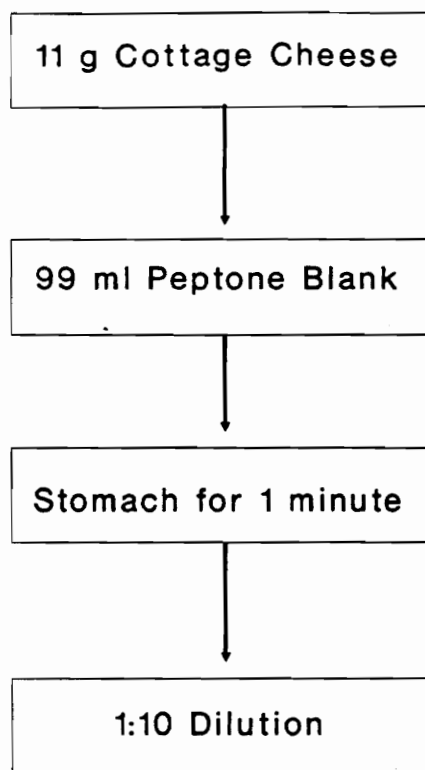 11 g Cottage Cheese
99 ml Peptone Blank
Stomach for 1 minute
1:10 Dilution